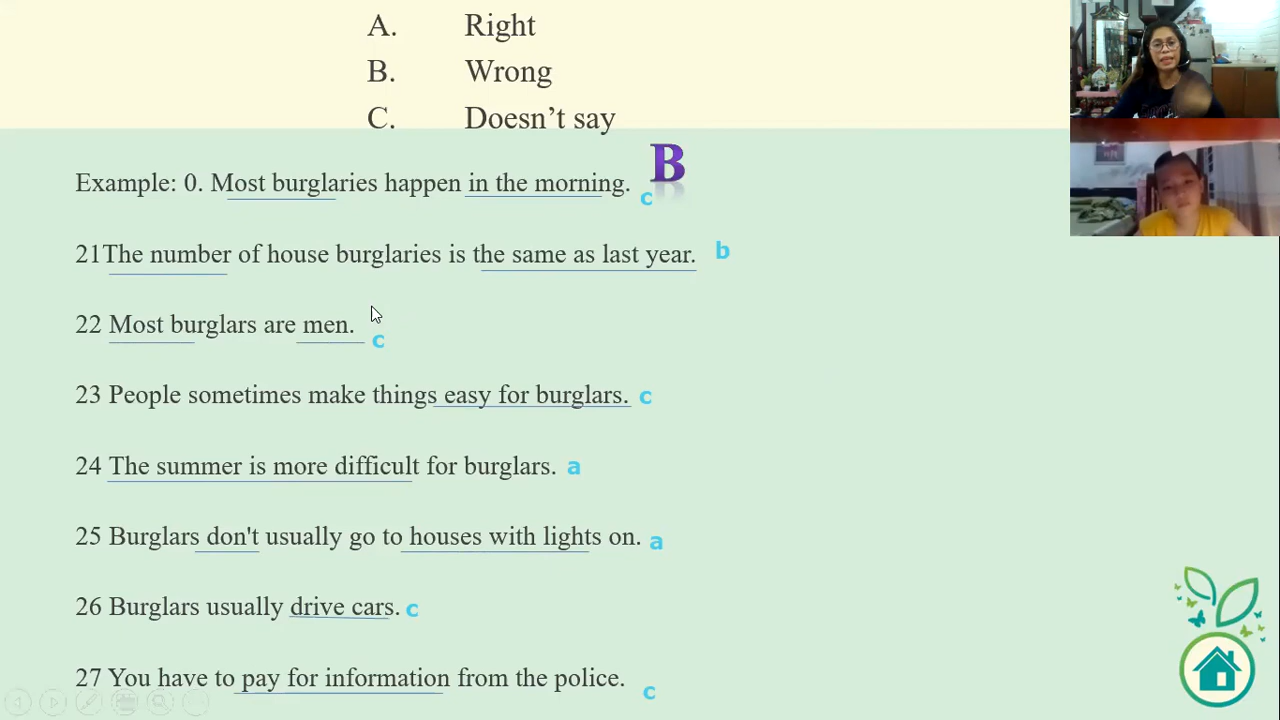 A. Right
B. Wrong
C. Doesn’t say
Example: 0. Most burglaries happen in the morning. c B
21The number of house burglaries is the same as last year. b
22 Most burglars are men. c
23 People sometimes make things easy for burglars. c
24 The summer is more difficult for burglars. a
25 Burglars don't usually go to houses with lights on. a
26 Burglars usually drive cars. c
27 You have to pay for information from the police. c